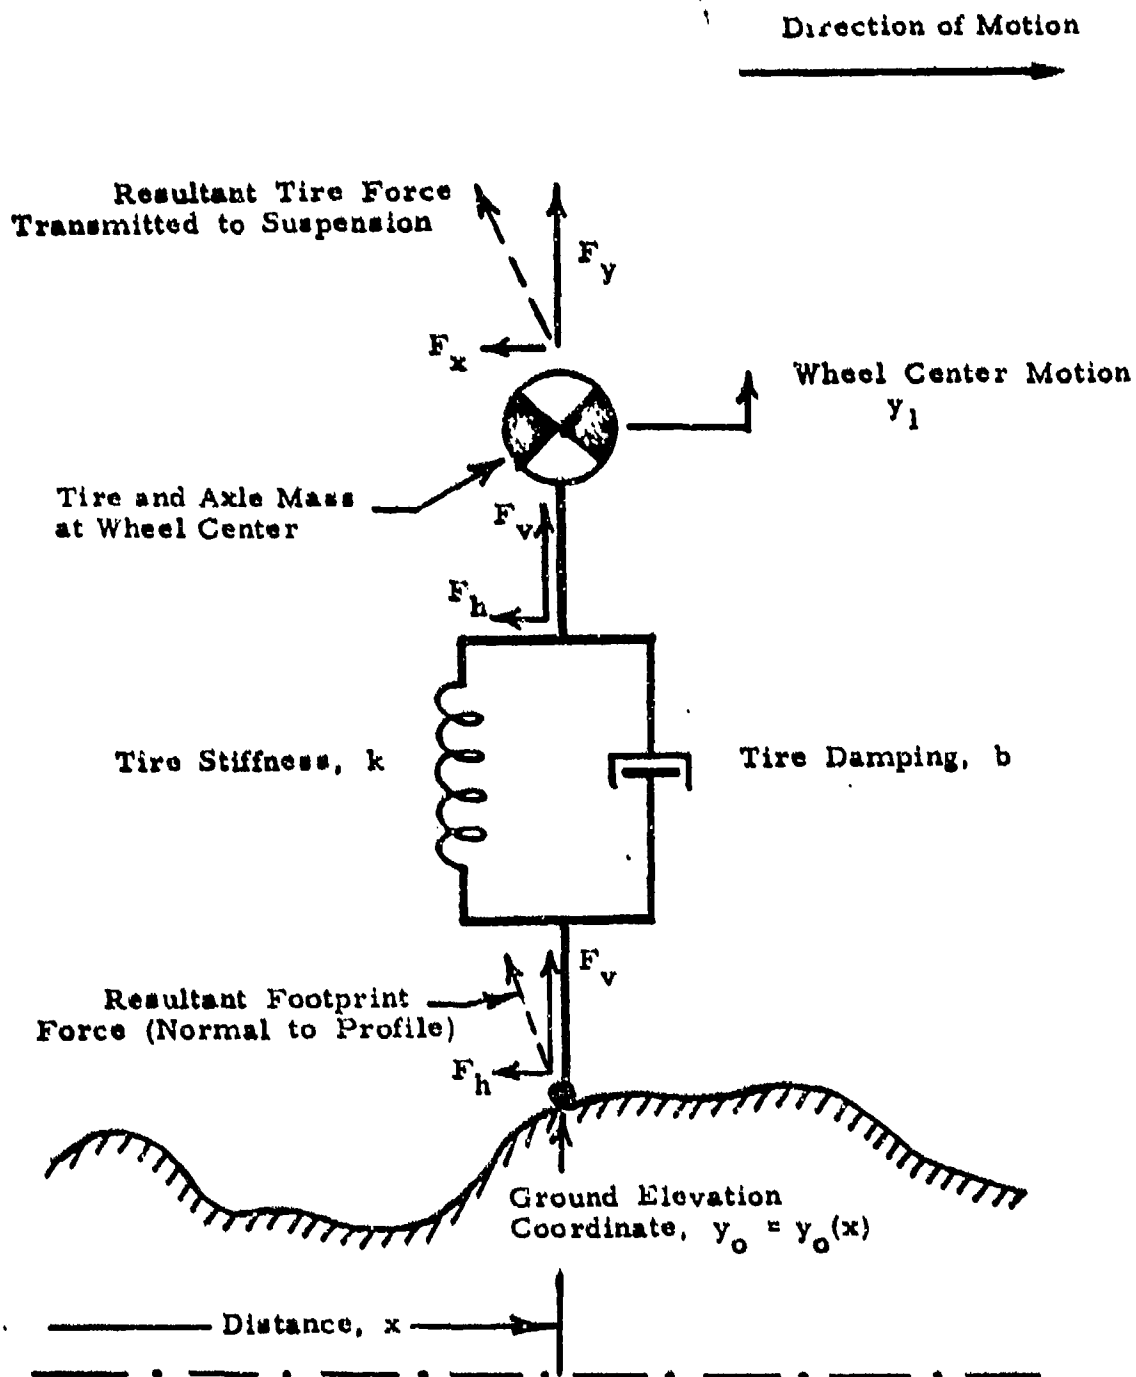 Direction of Motion
Resultant Tire Force
Transmitted to Suspension
F_y
F_x
Wheel Center Motion
y_1
Tire and Axle Mass
at Wheel Center
F_v
F_h
Tire Stiffness, k
Tire Damping, b
F_v
Resultant Footprint
Force (Normal to Profile)
F_h
Ground Elevation
Coordinate, y_o = y_o(x)
Distance, x